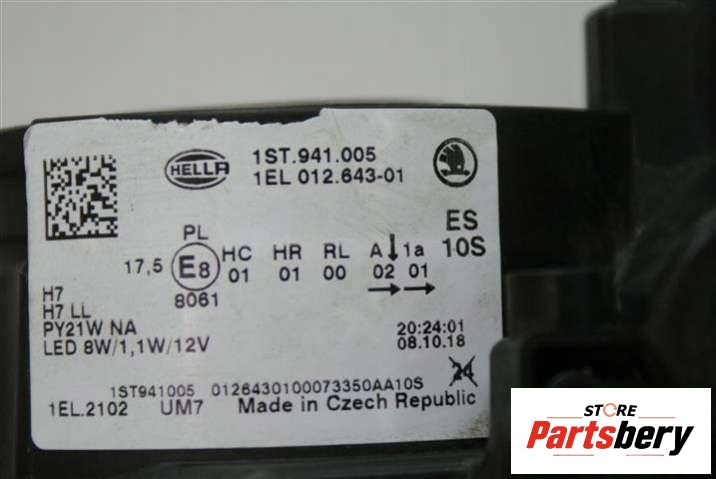 HELLA
1ST.941.005
1EL 012.643-01
PL
17,5 E8 HC HR RL A 1a
01 01 00 02 01
8061
ES
10S
H7
H7 LL
PY21W NA
LED 8W/1,1W/12V
20:24:01
08.10.18
24
1ST941005 0126430100073350AA10S
1EL.2102 UM7 Made in Czech Republic
STORE
Partsbery